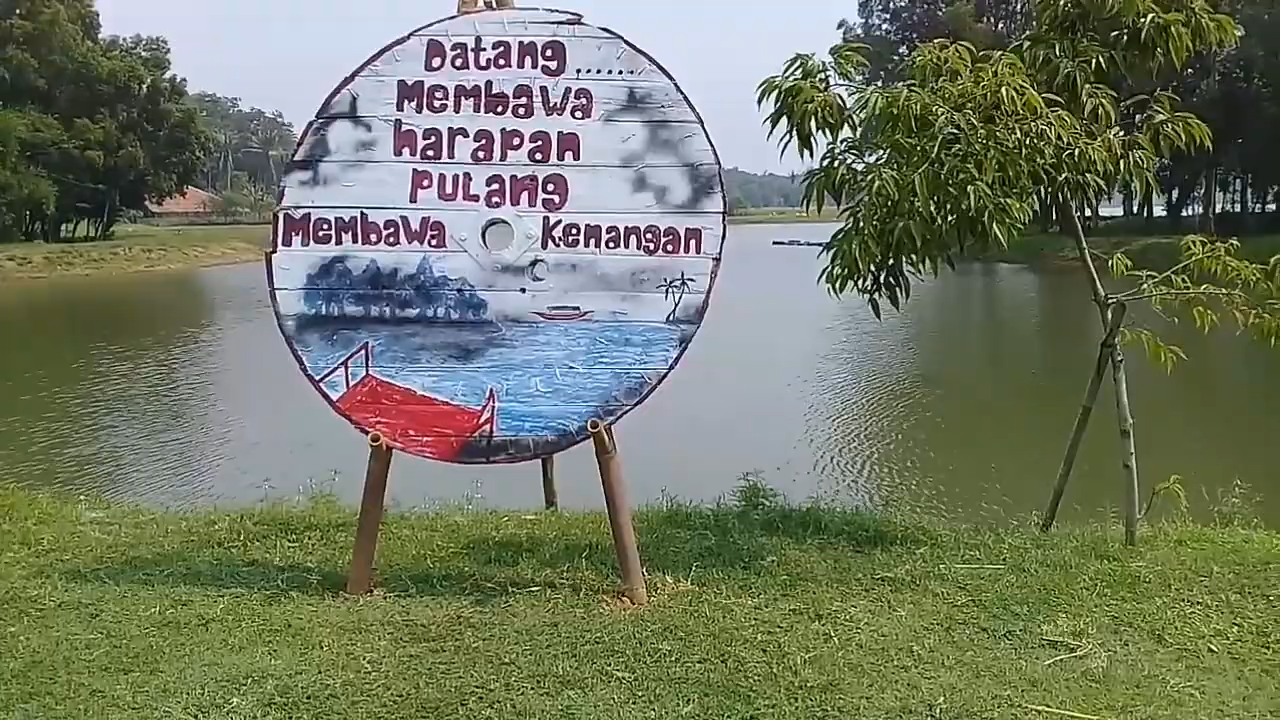 Datang......
Membawa
harapan
Pulang
Membawa Kenangan